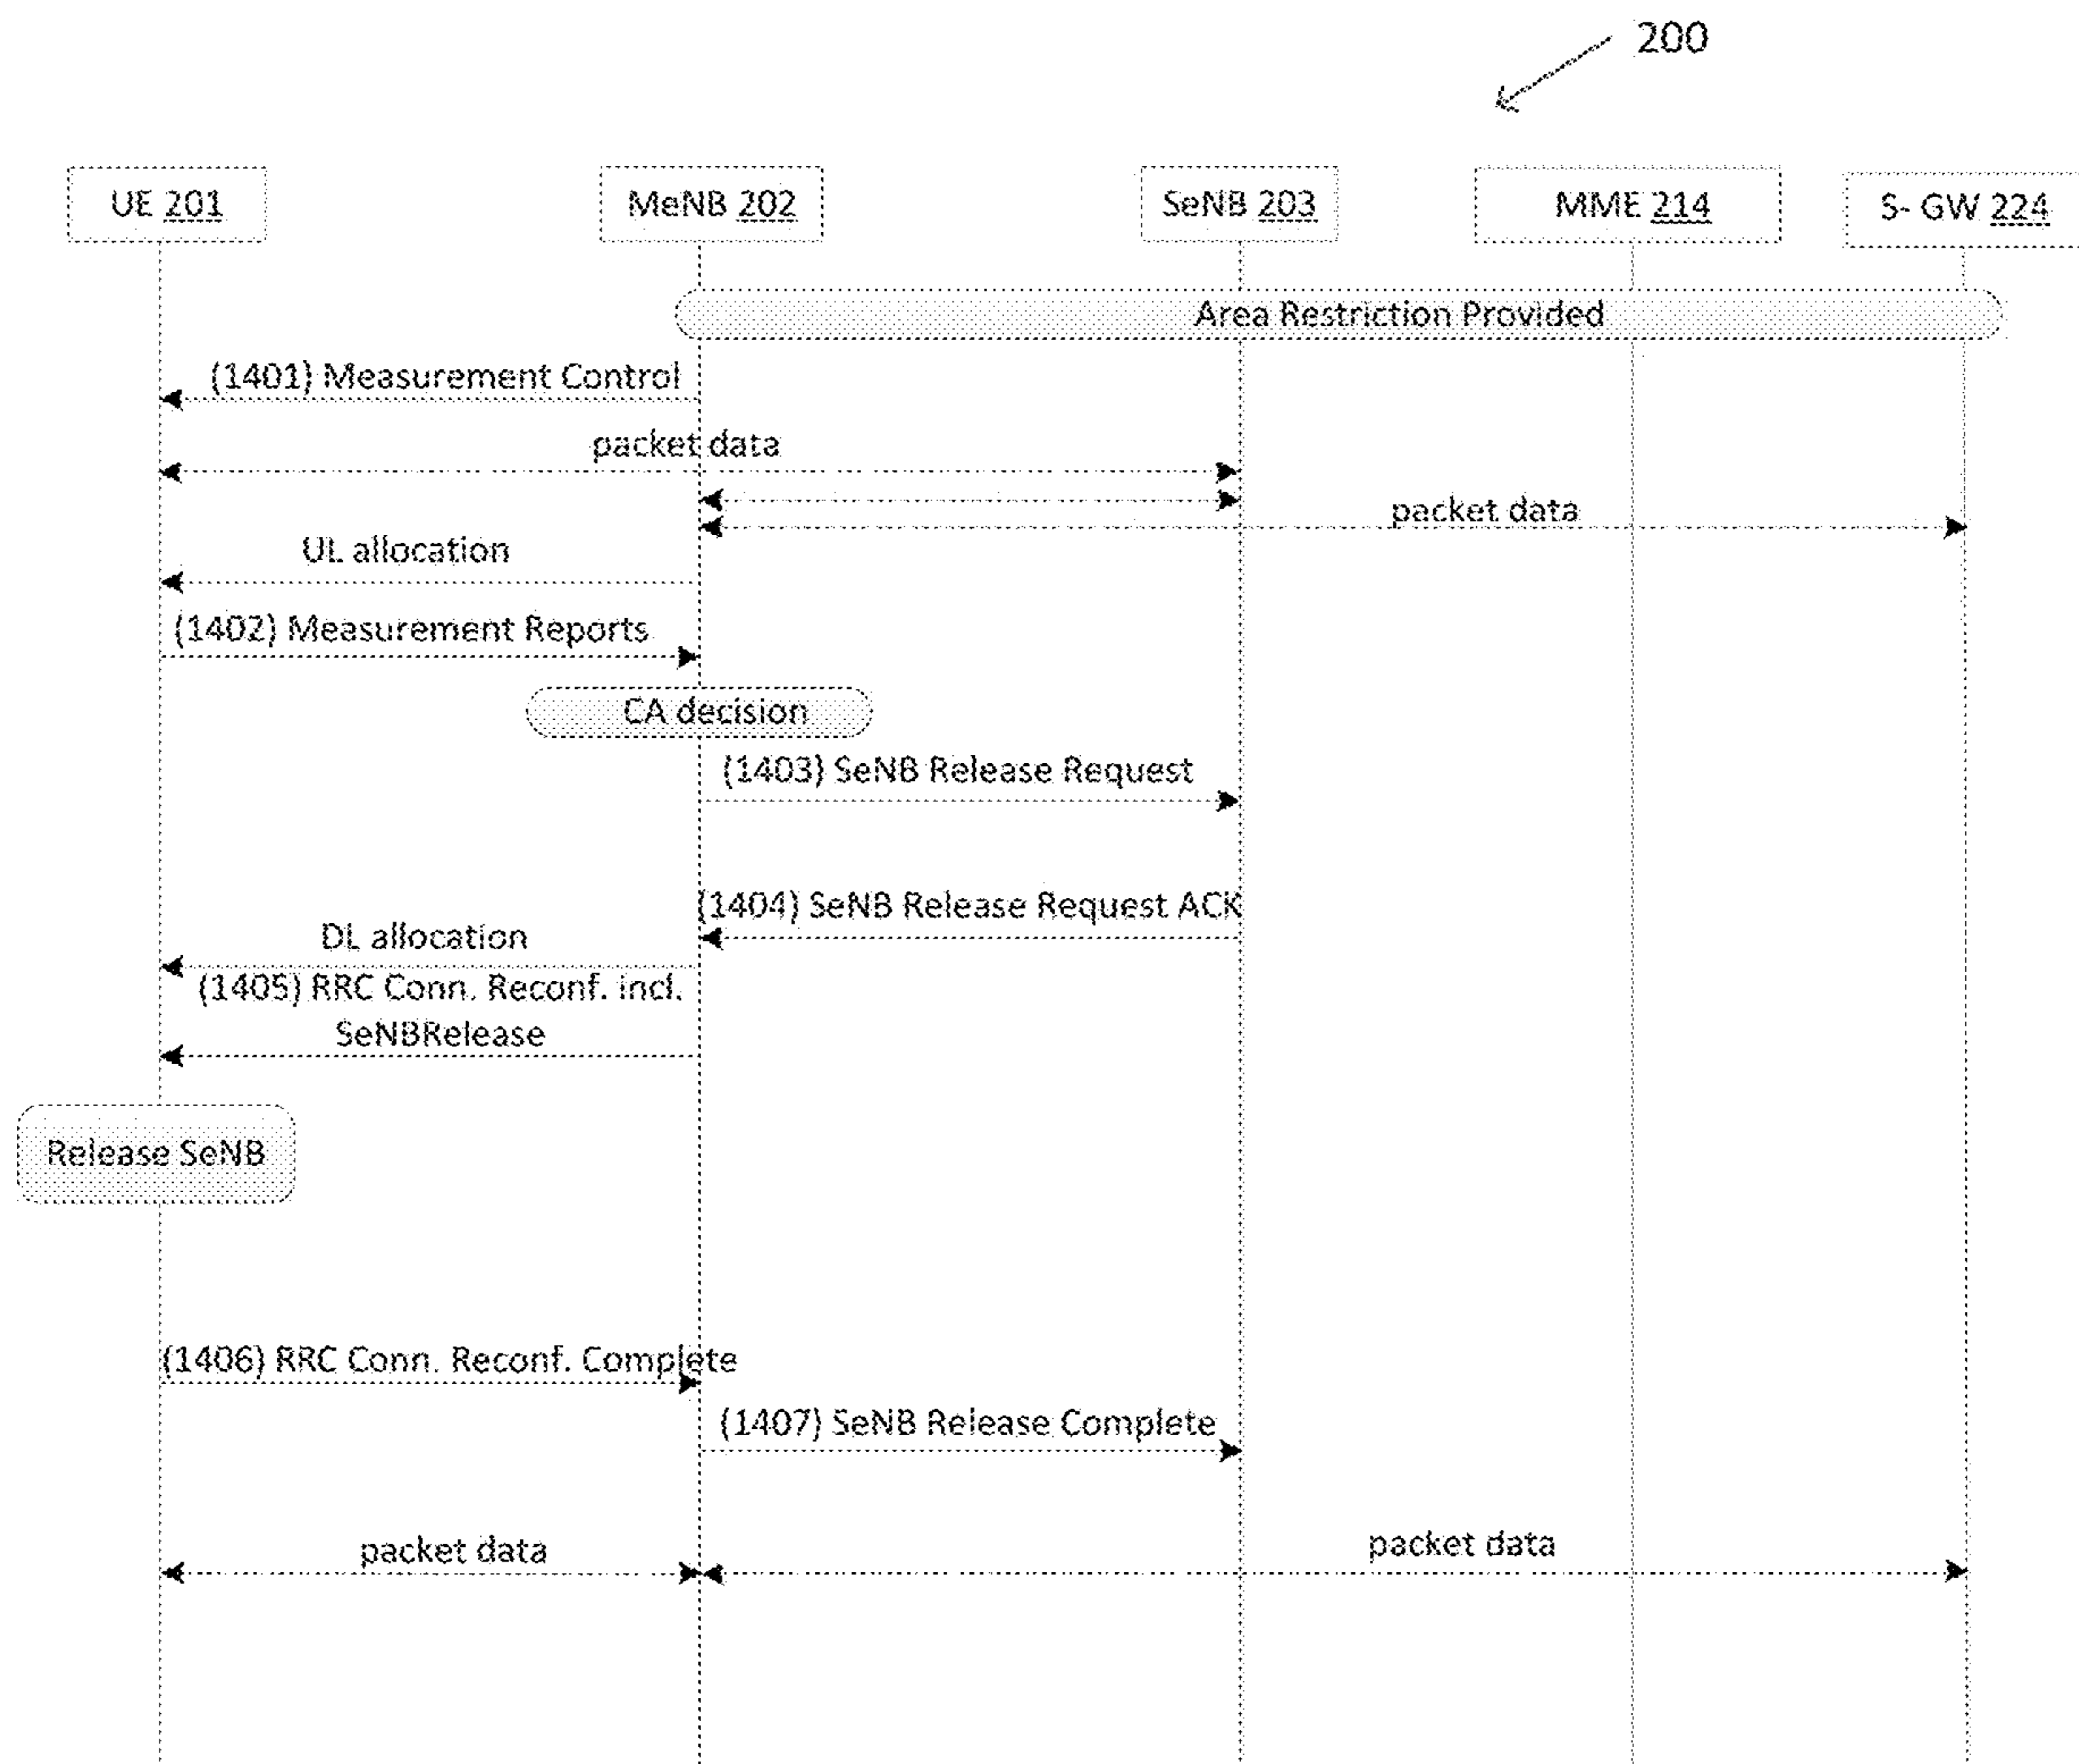 200
UE 201
MeNB 202
SeNB 203
MME 214
S- GW 224
Area Restriction Provided
(1401) Measurement Control
packet data
packet data
UL allocation
(1402) Measurement Reports
CA decision
(1403) SeNB Release Request
(1404) SeNB Release Request ACK
DL allocation
(1405) RRC Conn. Reconf. incl.
SeNBRelease
Release SeNB
(1406) RRC Conn. Reconf. Complete
(1407) SeNB Release Complete
packet data
packet data